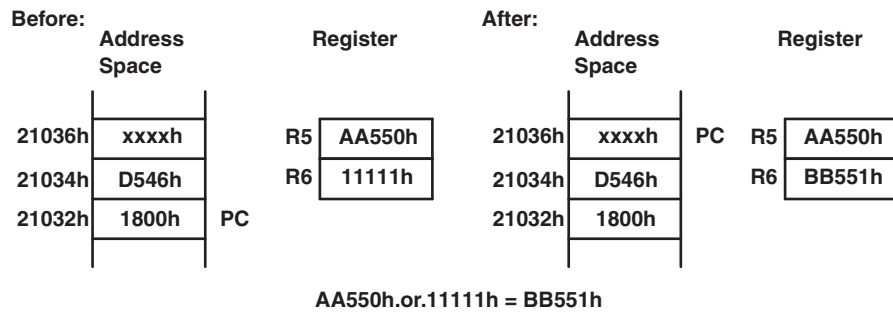 Before:
Address Space
Register
21036h xxxxh R5 AA550h
21034h D546h R6 11111h
21032h 1800h PC
After:
Address Space
Register
21036h xxxxh PC R5 AA550h
21034h D546h R6 BB551h
21032h 1800h
AA550h.or.11111h = BB551h